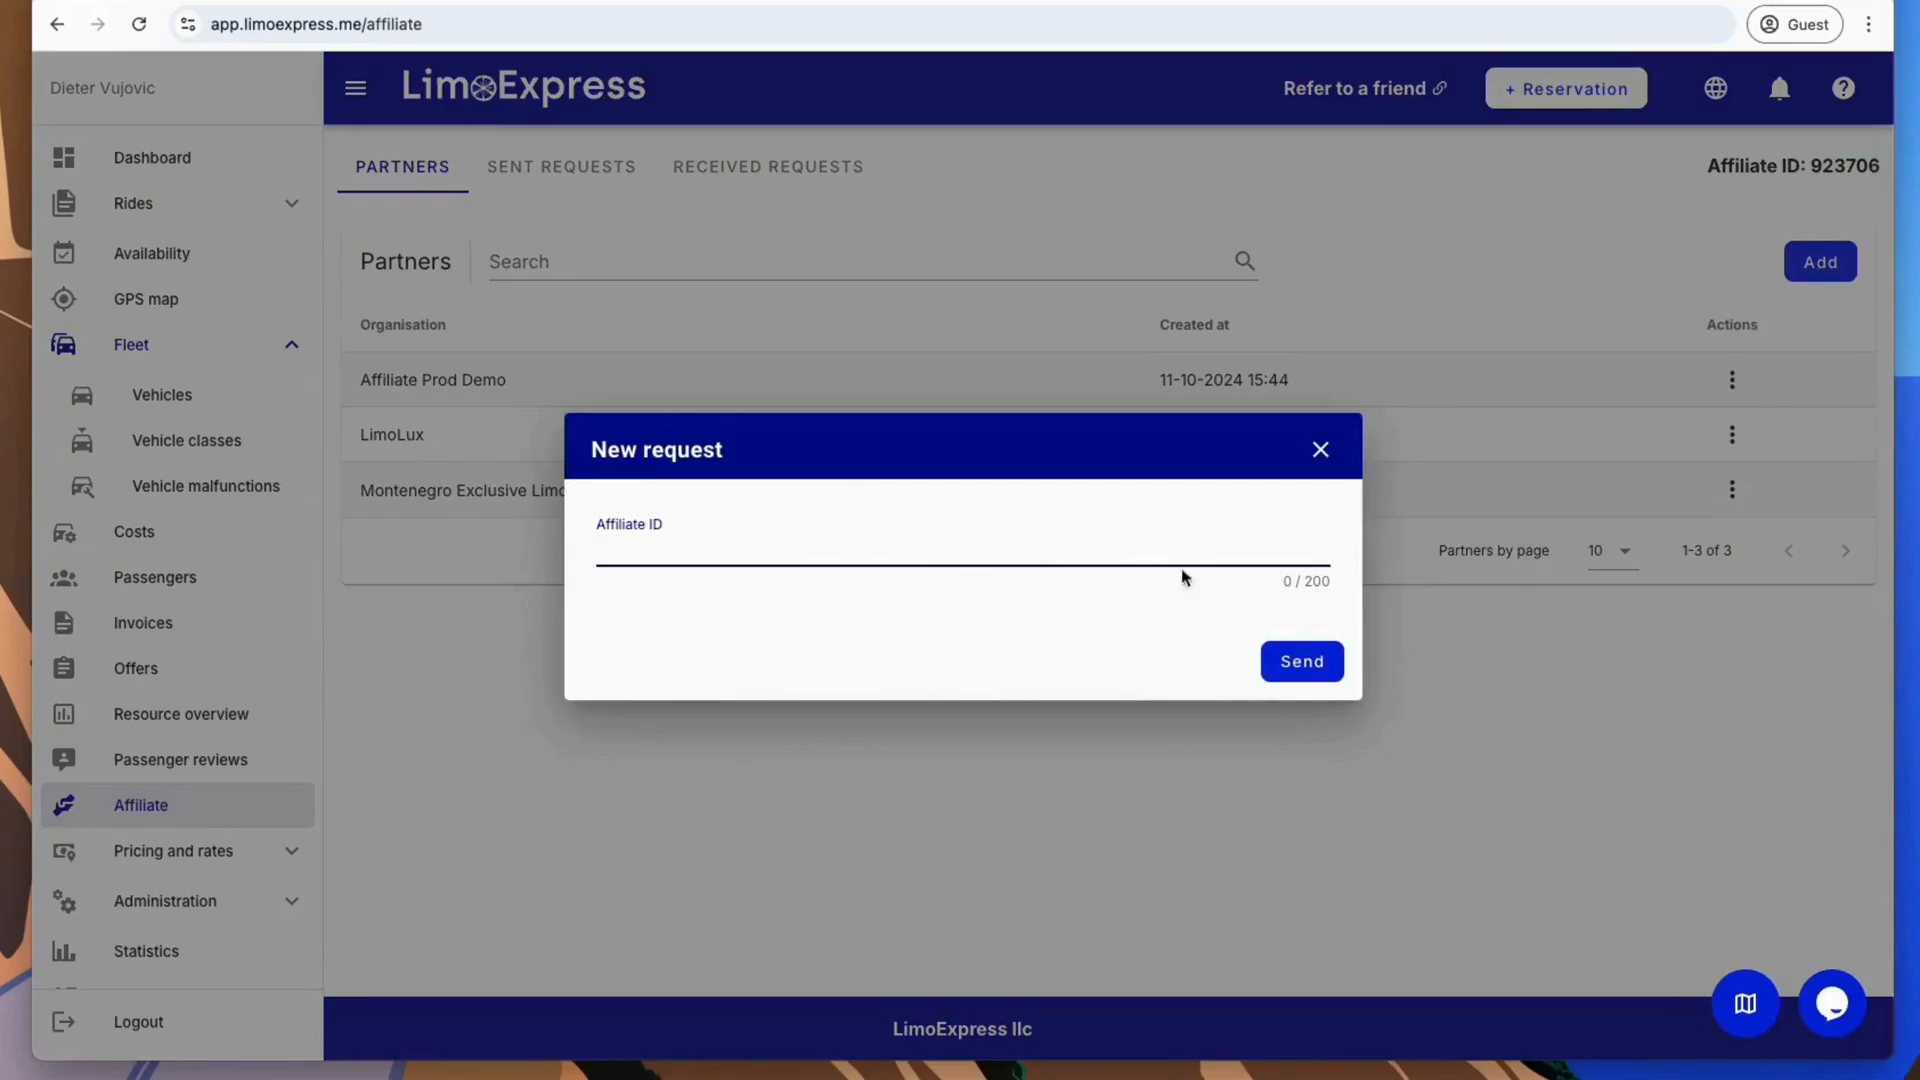 app.limoexpress.me/affiliate
Guest
Dieter Vujovic
LimoExpress
Refer to a friend
+ Reservation
Dashboard
Rides
Availability
GPS map
Fleet
Vehicles
Vehicle classes
Vehicle malfunctions
Costs
Passengers
Invoices
Offers
Resource overview
Passenger reviews
Affiliate
Pricing and rates
Administration
Statistics
Logout
PARTNERS SENT REQUESTS RECEIVED REQUESTS
Affiliate ID: 923706
Partners
Search
Add
Organisation Created at Actions
Affiliate Prod Demo 11-10-2024 15:44
LimoLux
Montenegro Exclusive Limo
Partners by page 10 1-3 of 3
New request
Affiliate ID
0 / 200
Send
LimoExpress llc